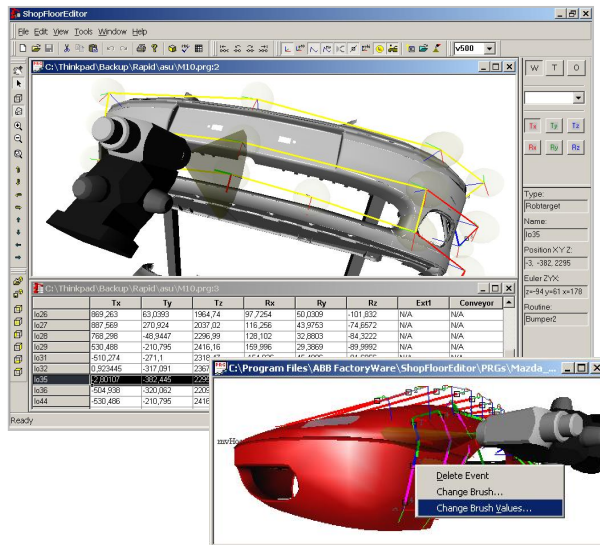 ShopFloorEditor
File Edit View Tools Window Help
v500
C:\Thinkpad\Backup\Rapid\asu\M10.prg:2
W T O
Tx Ty Tz
Rx Ry Rz
Type:
Robtarget
Name:
lo35
Position X Y Z:
-3, -382, 2295
Euler ZYX:
z=-94 y=61 x=178
Routine:
Bumper2
C:\Thinkpad\Backup\Rapid\asu\M10.prg:3
Tx Ty Tz Rx Ry Rz Ext1 Conveyor
lo26 869,263 63,0393 1964,74 97,7254 50,0309 -101,832 N/A N/A
lo27 887,569 270,924 2037,02 116,256 43,9753 -74,6572 N/A N/A
lo28 768,298 -48,9447 2296,99 128,102 32,8803 -84,3222 N/A N/A
lo29 530,488 -210,795 2416,16 159,996 29,3869 -89,9992 N/A N/A
lo31 -510,274 -271,1
lo32 0,923445 -317,091 2367
lo35 -2,80107 -382,445 2295
lo36 -504,938 -320,062 2209
lo44 -530,486 -210,795 2416
Ready
C:\Program Files\ABB FactoryWare\ShopFloorEditor\PRGs\Mazda_...
Delete Event
Change Brush...
Change Brush Values...